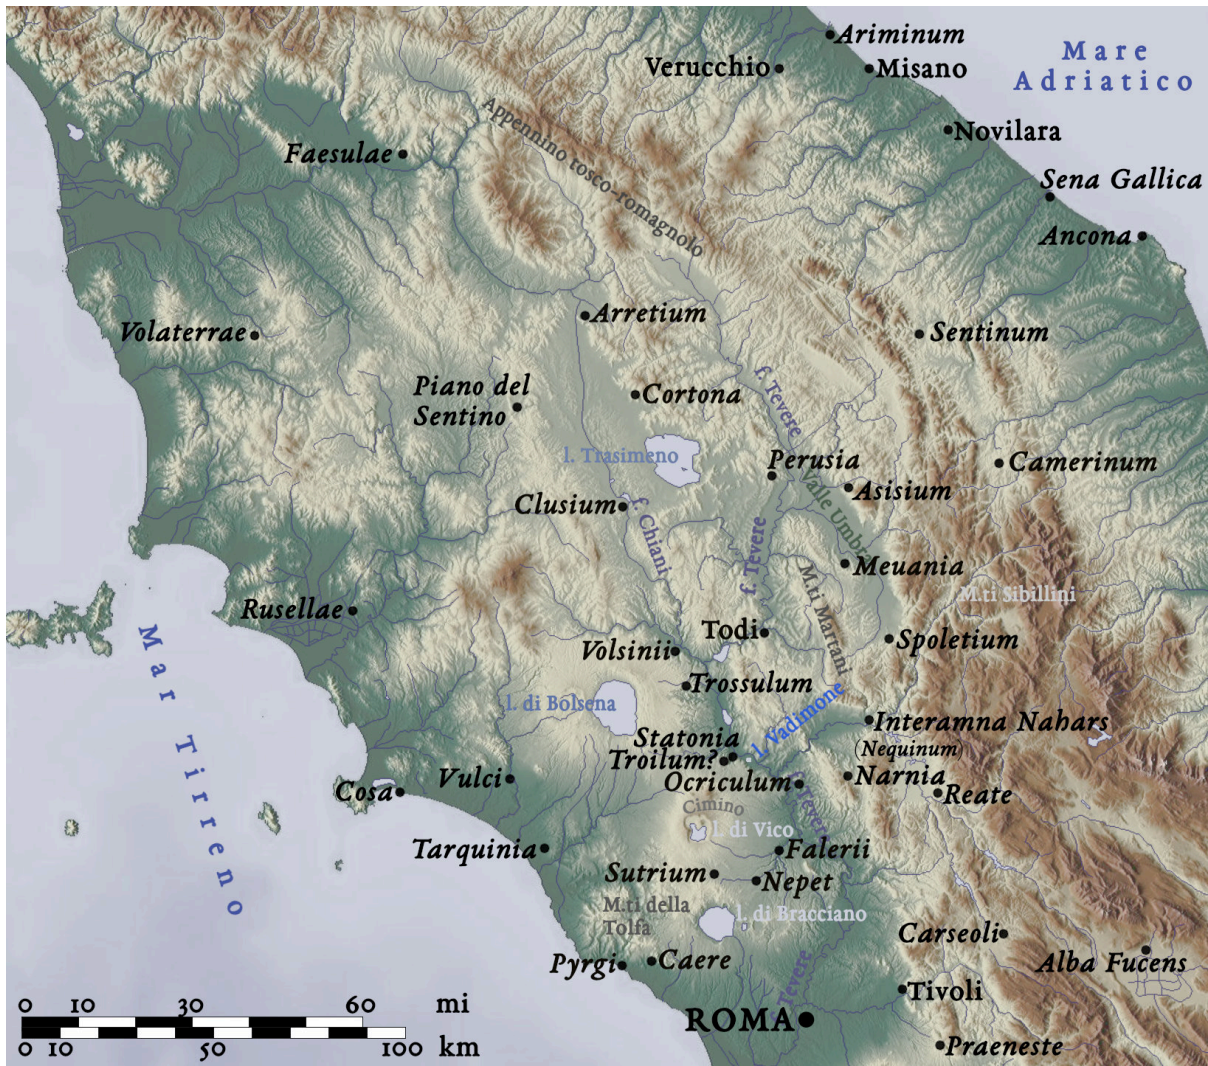 Ariminum
Mare
Adriatico
Verucchio
Misano
Appennino tosco-romagnolo
Novilara
Faesulae
Sena Gallica
Ancona
Arretium
Volaterrae
Sentinum
f. Tevere
Piano del
Sentino
Cortona
l. Trasimeno
Perusia
Camerinum
Valle Umbra
Asisium
Clusium
f. Chiani
f. Tevere
Meuania
M.ti Martani
M.ti Sibillini
Rusellae
Mar Tirreno
Todi
Spoletium
Volsinii
Trossulum
l. di Bolsena
l. Vadimone
Interamna Nahars
Statonia
(Nequinum)
Troilum?
Narnia
Vulci
Ocriculum
Cosa
Reate
f. Tevere
Cimino
l. di Vico
Tarquinia
Falerii
Sutrium
Nepet
M.ti della
Tolfa
l. di Bracciano
Carseoli
Pyrgi
Caere
Alba Fucens
Tevere
Tivoli
ROMA
Praeneste
0 10 30 60 mi
0 10 50 100 km